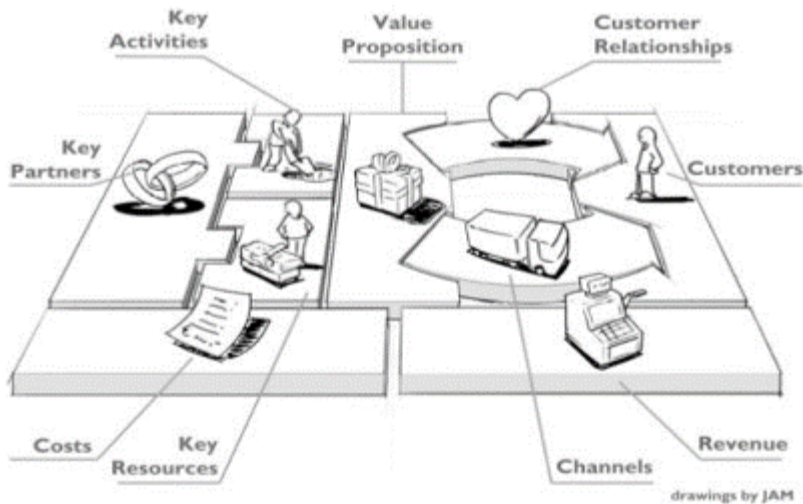 Key
Activities
Value
Proposition
Customer
Relationships
Key
Partners
Customers
Costs
Key
Resources
Channels
Revenue
drawings by JAM